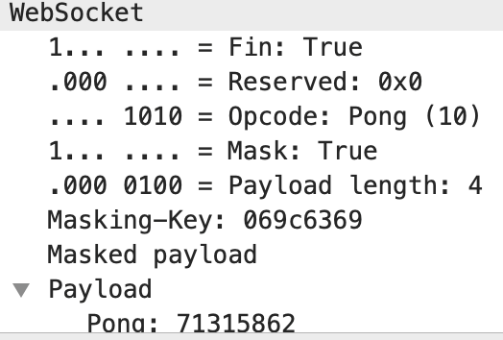 WebSocket
1... .... = Fin: True
.000 .... = Reserved: 0x0
.... 1010 = Opcode: Pong (10)
1... .... = Mask: True
.000 0100 = Payload length: 4
Masking-Key: 069c6369
Masked payload
Payload
Pong: 71315862